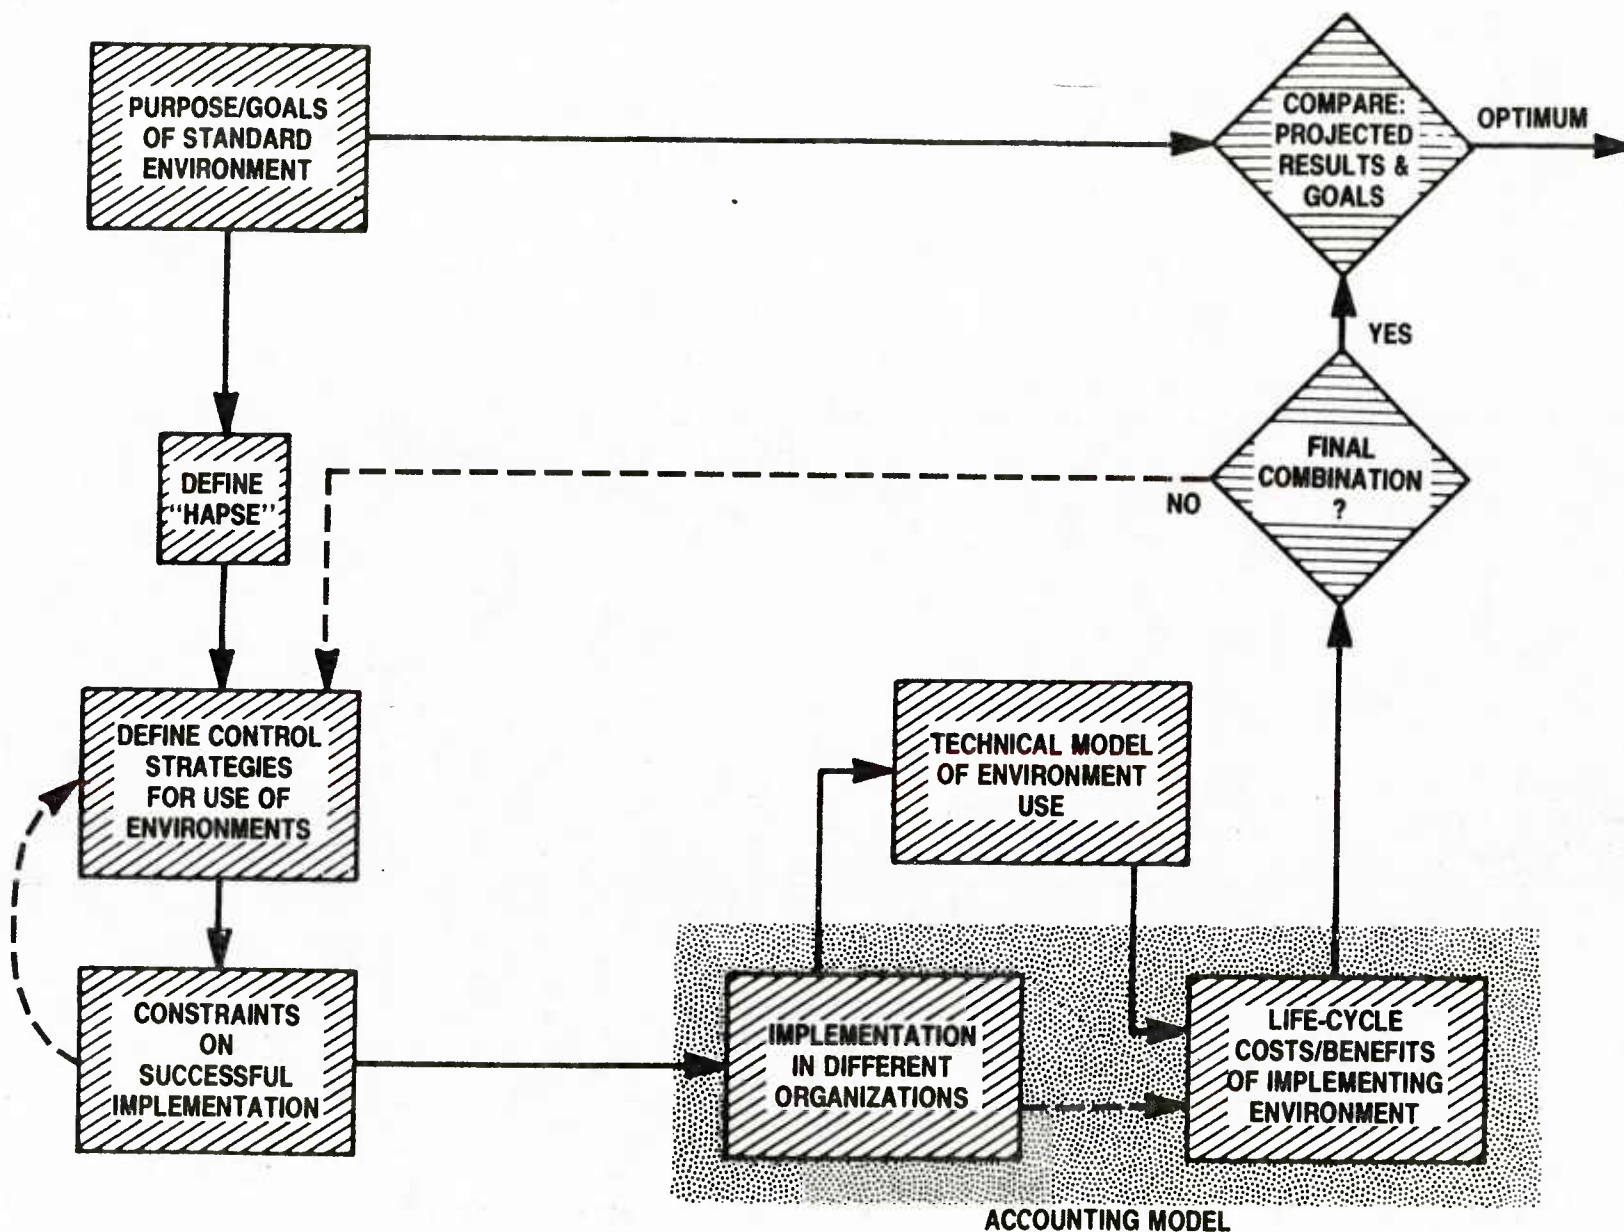 PURPOSE/GOALS
OF STANDARD
ENVIRONMENT
COMPARE:
PROJECTED
RESULTS &
GOALS
OPTIMUM
YES
FINAL
COMBINATION
?
NO
DEFINE
"HAPSE"
DEFINE CONTROL
STRATEGIES
FOR USE OF
ENVIRONMENTS
TECHNICAL MODEL
OF ENVIRONMENT
USE
CONSTRAINTS
ON
SUCCESSFUL
IMPLEMENTATION
IMPLEMENTATION
IN DIFFERENT
ORGANIZATIONS
LIFE-CYCLE
COSTS/BENEFITS
OF IMPLEMENTING
ENVIRONMENT
ACCOUNTING MODEL